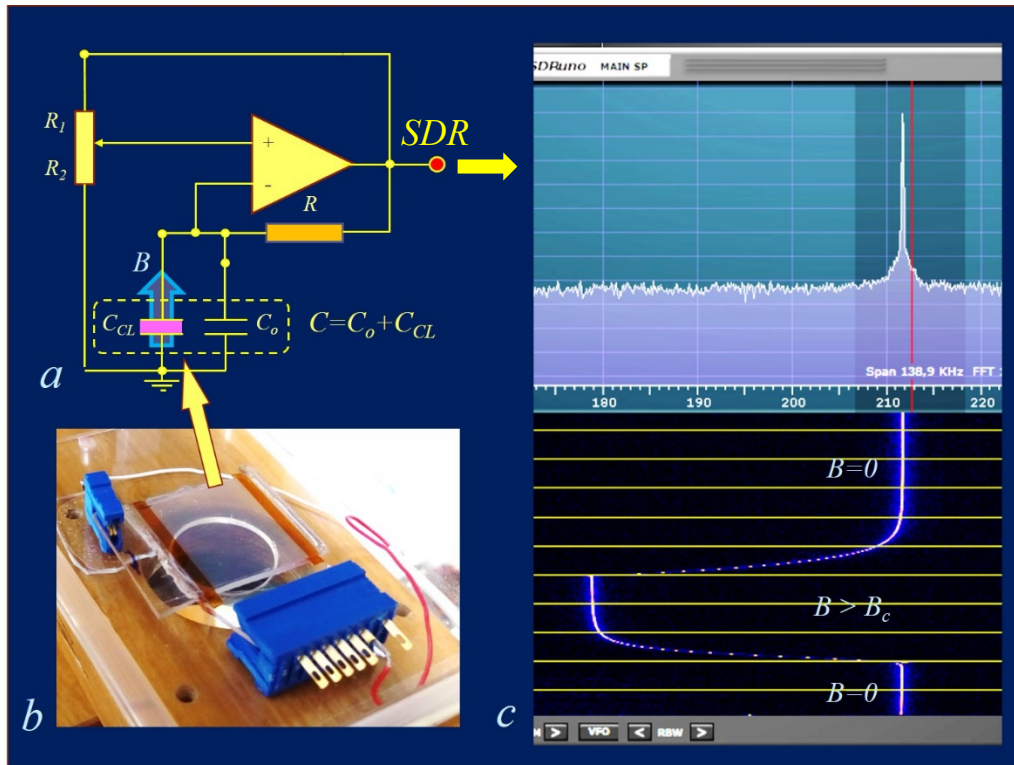 R1
R2
+
-
SDR
R
B
CCL
Co
C=Co+CCL
a
b
SDRuno MAIN SP
Span 138,9 KHz FFT
180 190 200 210 220
B=0
B > Bc
B=0
c
> VFO < RBW >